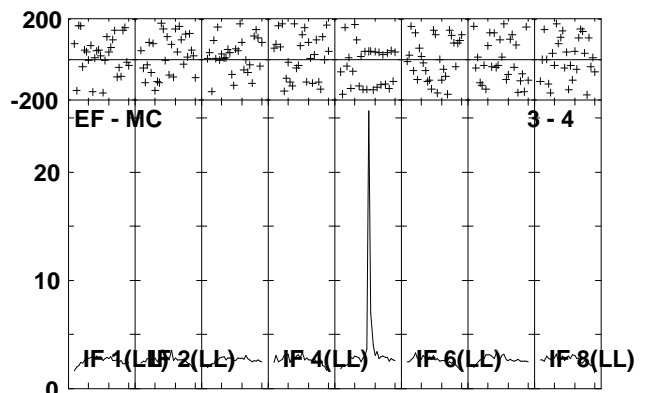 200
-200
EF - MC 3 - 4
20
10
IF 1(LL) IF 2(LL) IF 4(LL) IF 6(LL) IF 8(LL)
0